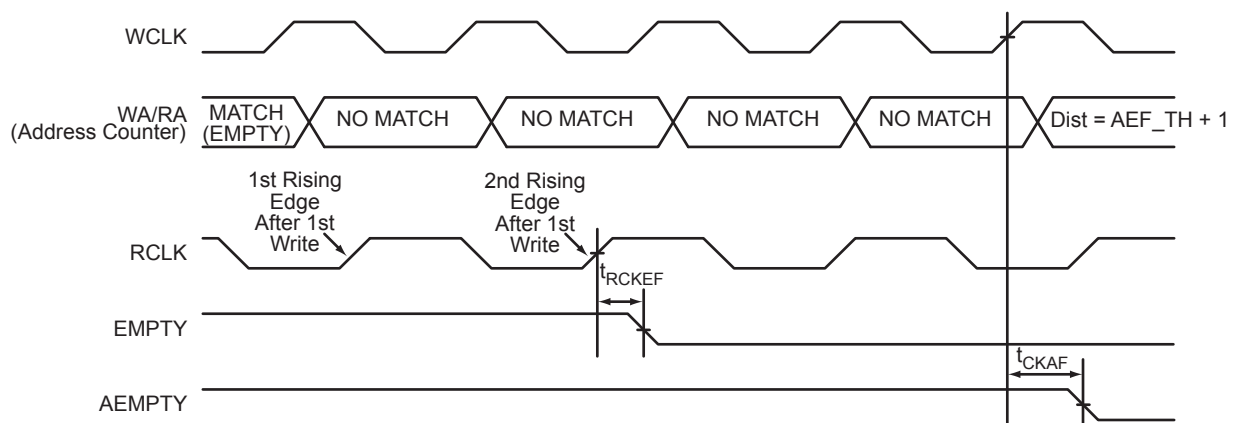 WCLK
WA/RA
(Address Counter)
MATCH
(EMPTY)
NO MATCH
NO MATCH
NO MATCH
NO MATCH
Dist = AEF_TH + 1
1st Rising
Edge
After 1st
Write
2nd Rising
Edge
After 1st
Write
RCLK
tRCKEF
EMPTY
tCKAF
AEMPTY